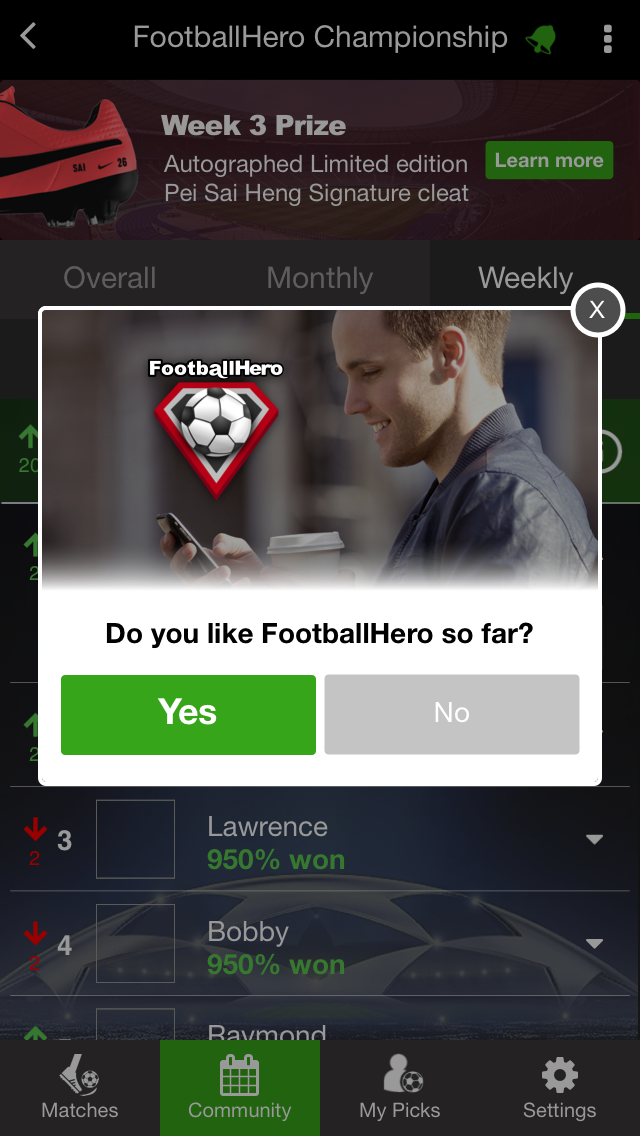 FootballHero Championship
Week 3 Prize
Autographed Limited edition
Pei Sai Heng Signature cleat
Learn more
SAI 26
Overall Monthly Weekly
X
FootballHero
20
2
Do you like FootballHero so far?
Yes No
2
3 Lawrence
2 950% won
4 Bobby
2 950% won
Raymond
Matches Community My Picks Settings